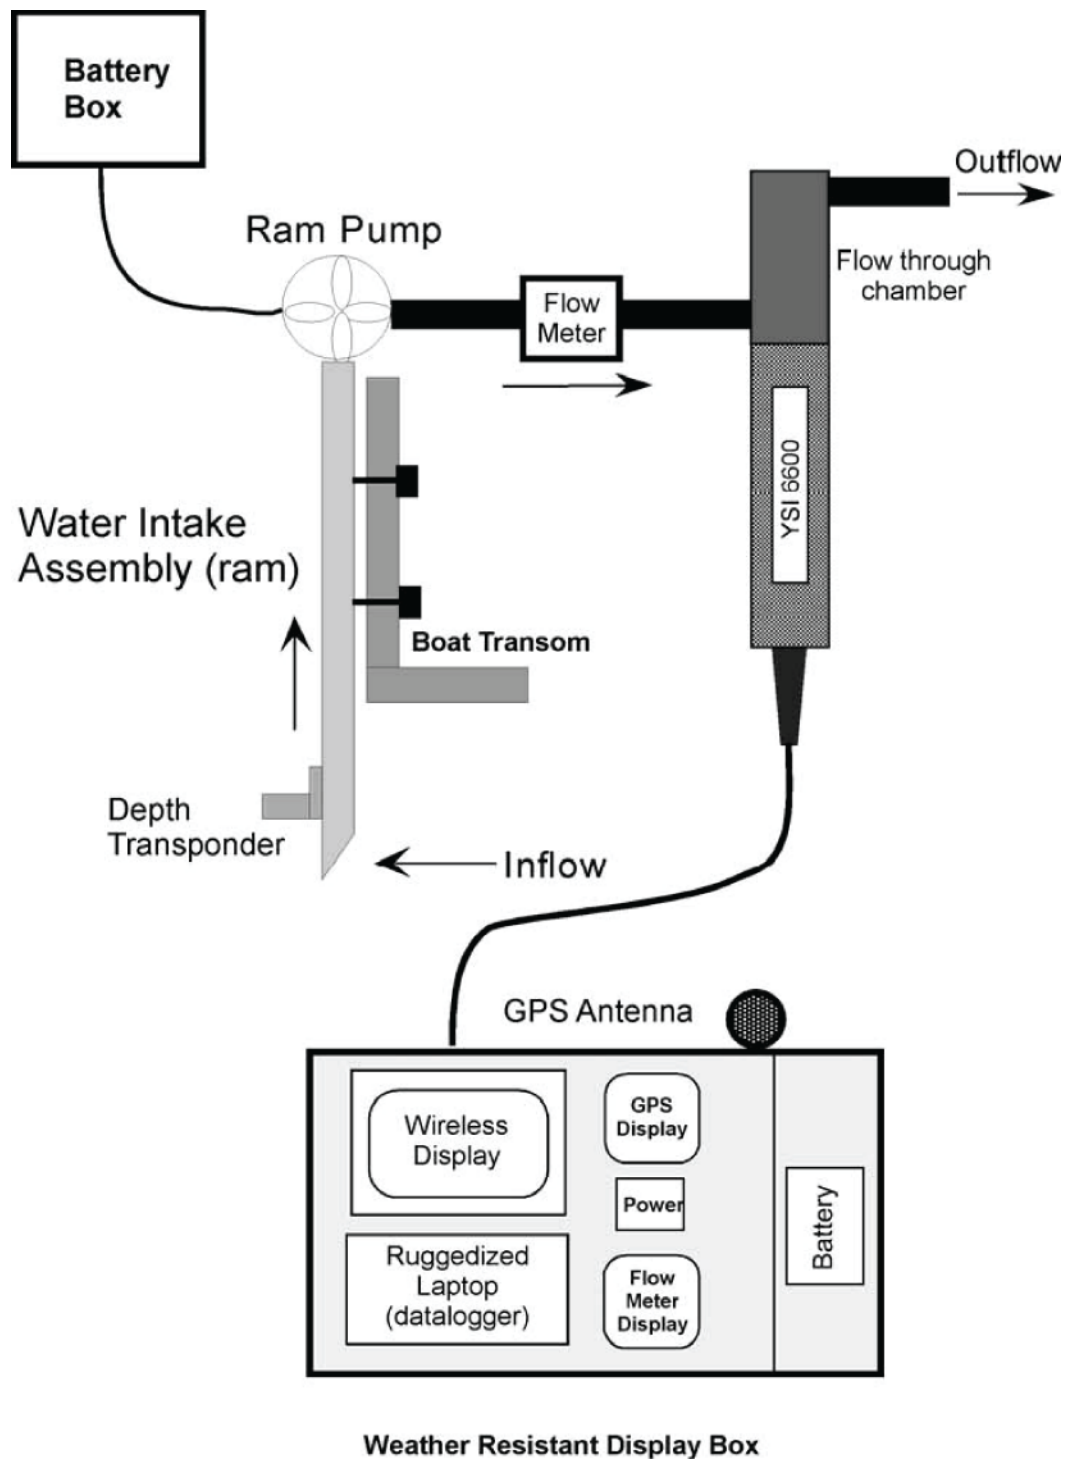 Battery
Box
Outflow
Ram Pump
Flow through
chamber
Flow
Meter
YSI 6600
Water Intake
Assembly (ram)
Boat Transom
Depth
Transponder
Inflow
GPS Antenna
Wireless
Display
GPS
Display
Power
Battery
Ruggedized
Laptop
(datalogger)
Flow
Meter
Display
Weather Resistant Display Box